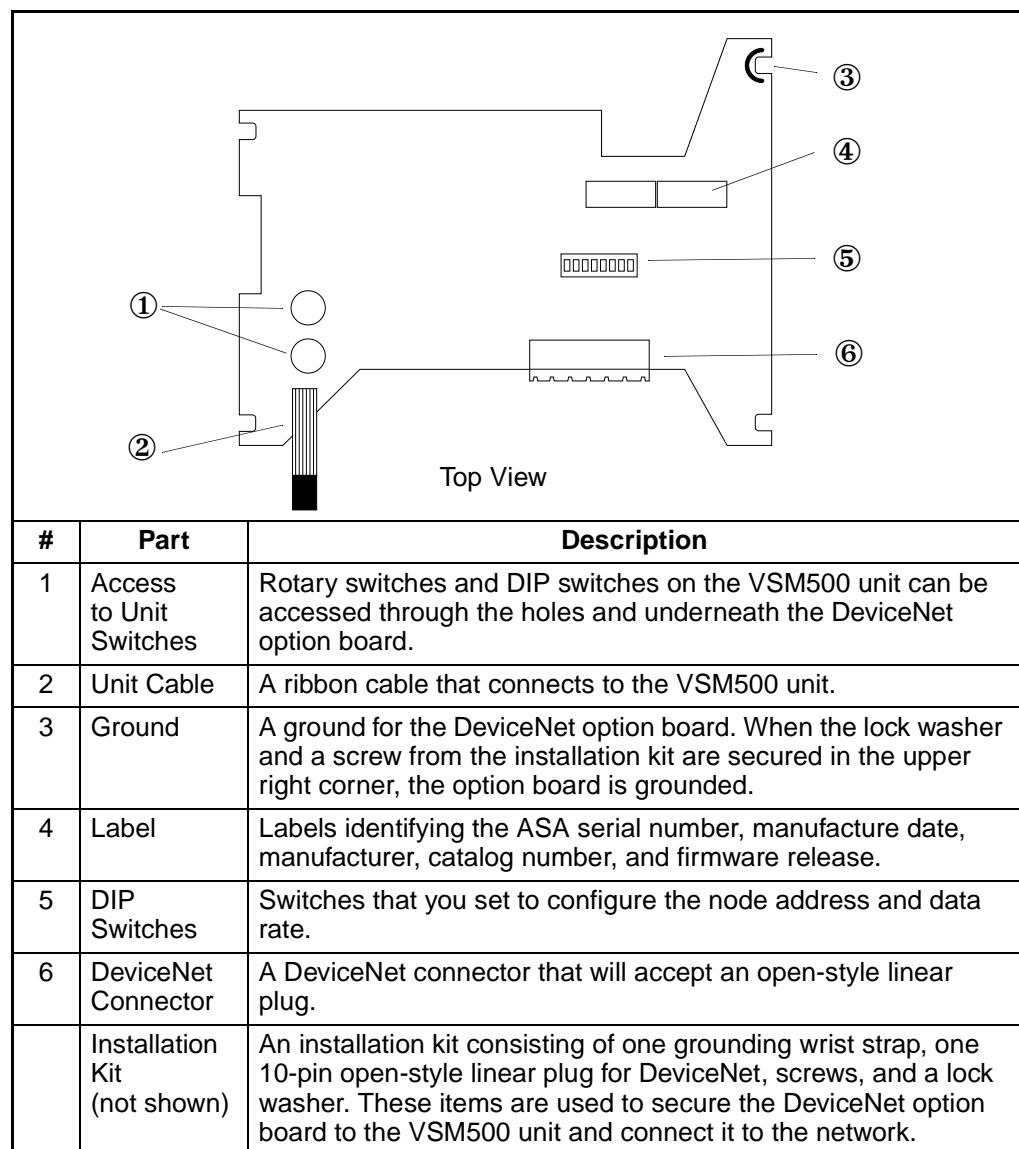 ③
④
⑤
①
⑥
②
Top View
# Part Description
1 Access to Unit Switches Rotary switches and DIP switches on the VSM500 unit can be
accessed through the holes and underneath the DeviceNet
option board.
2 Unit Cable A ribbon cable that connects to the VSM500 unit.
3 Ground A ground for the DeviceNet option board. When the lock washer
and a screw from the installation kit are secured in the upper
right corner, the option board is grounded.
4 Label Labels identifying the ASA serial number, manufacture date,
manufacturer, catalog number, and firmware release.
5 DIP Switches Switches that you set to configure the node address and data
rate.
6 DeviceNet Connector A DeviceNet connector that will accept an open-style linear
plug.
Installation Kit (not shown) An installation kit consisting of one grounding wrist strap, one
10-pin open-style linear plug for DeviceNet, screws, and a lock
washer. These items are used to secure the DeviceNet option
board to the VSM500 unit and connect it to the network.